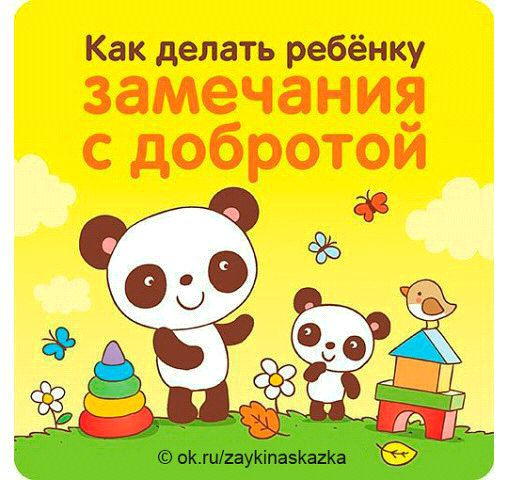 Как делать ребёнку
замечания
с добротой
© ok.ru/zaykinaskazka